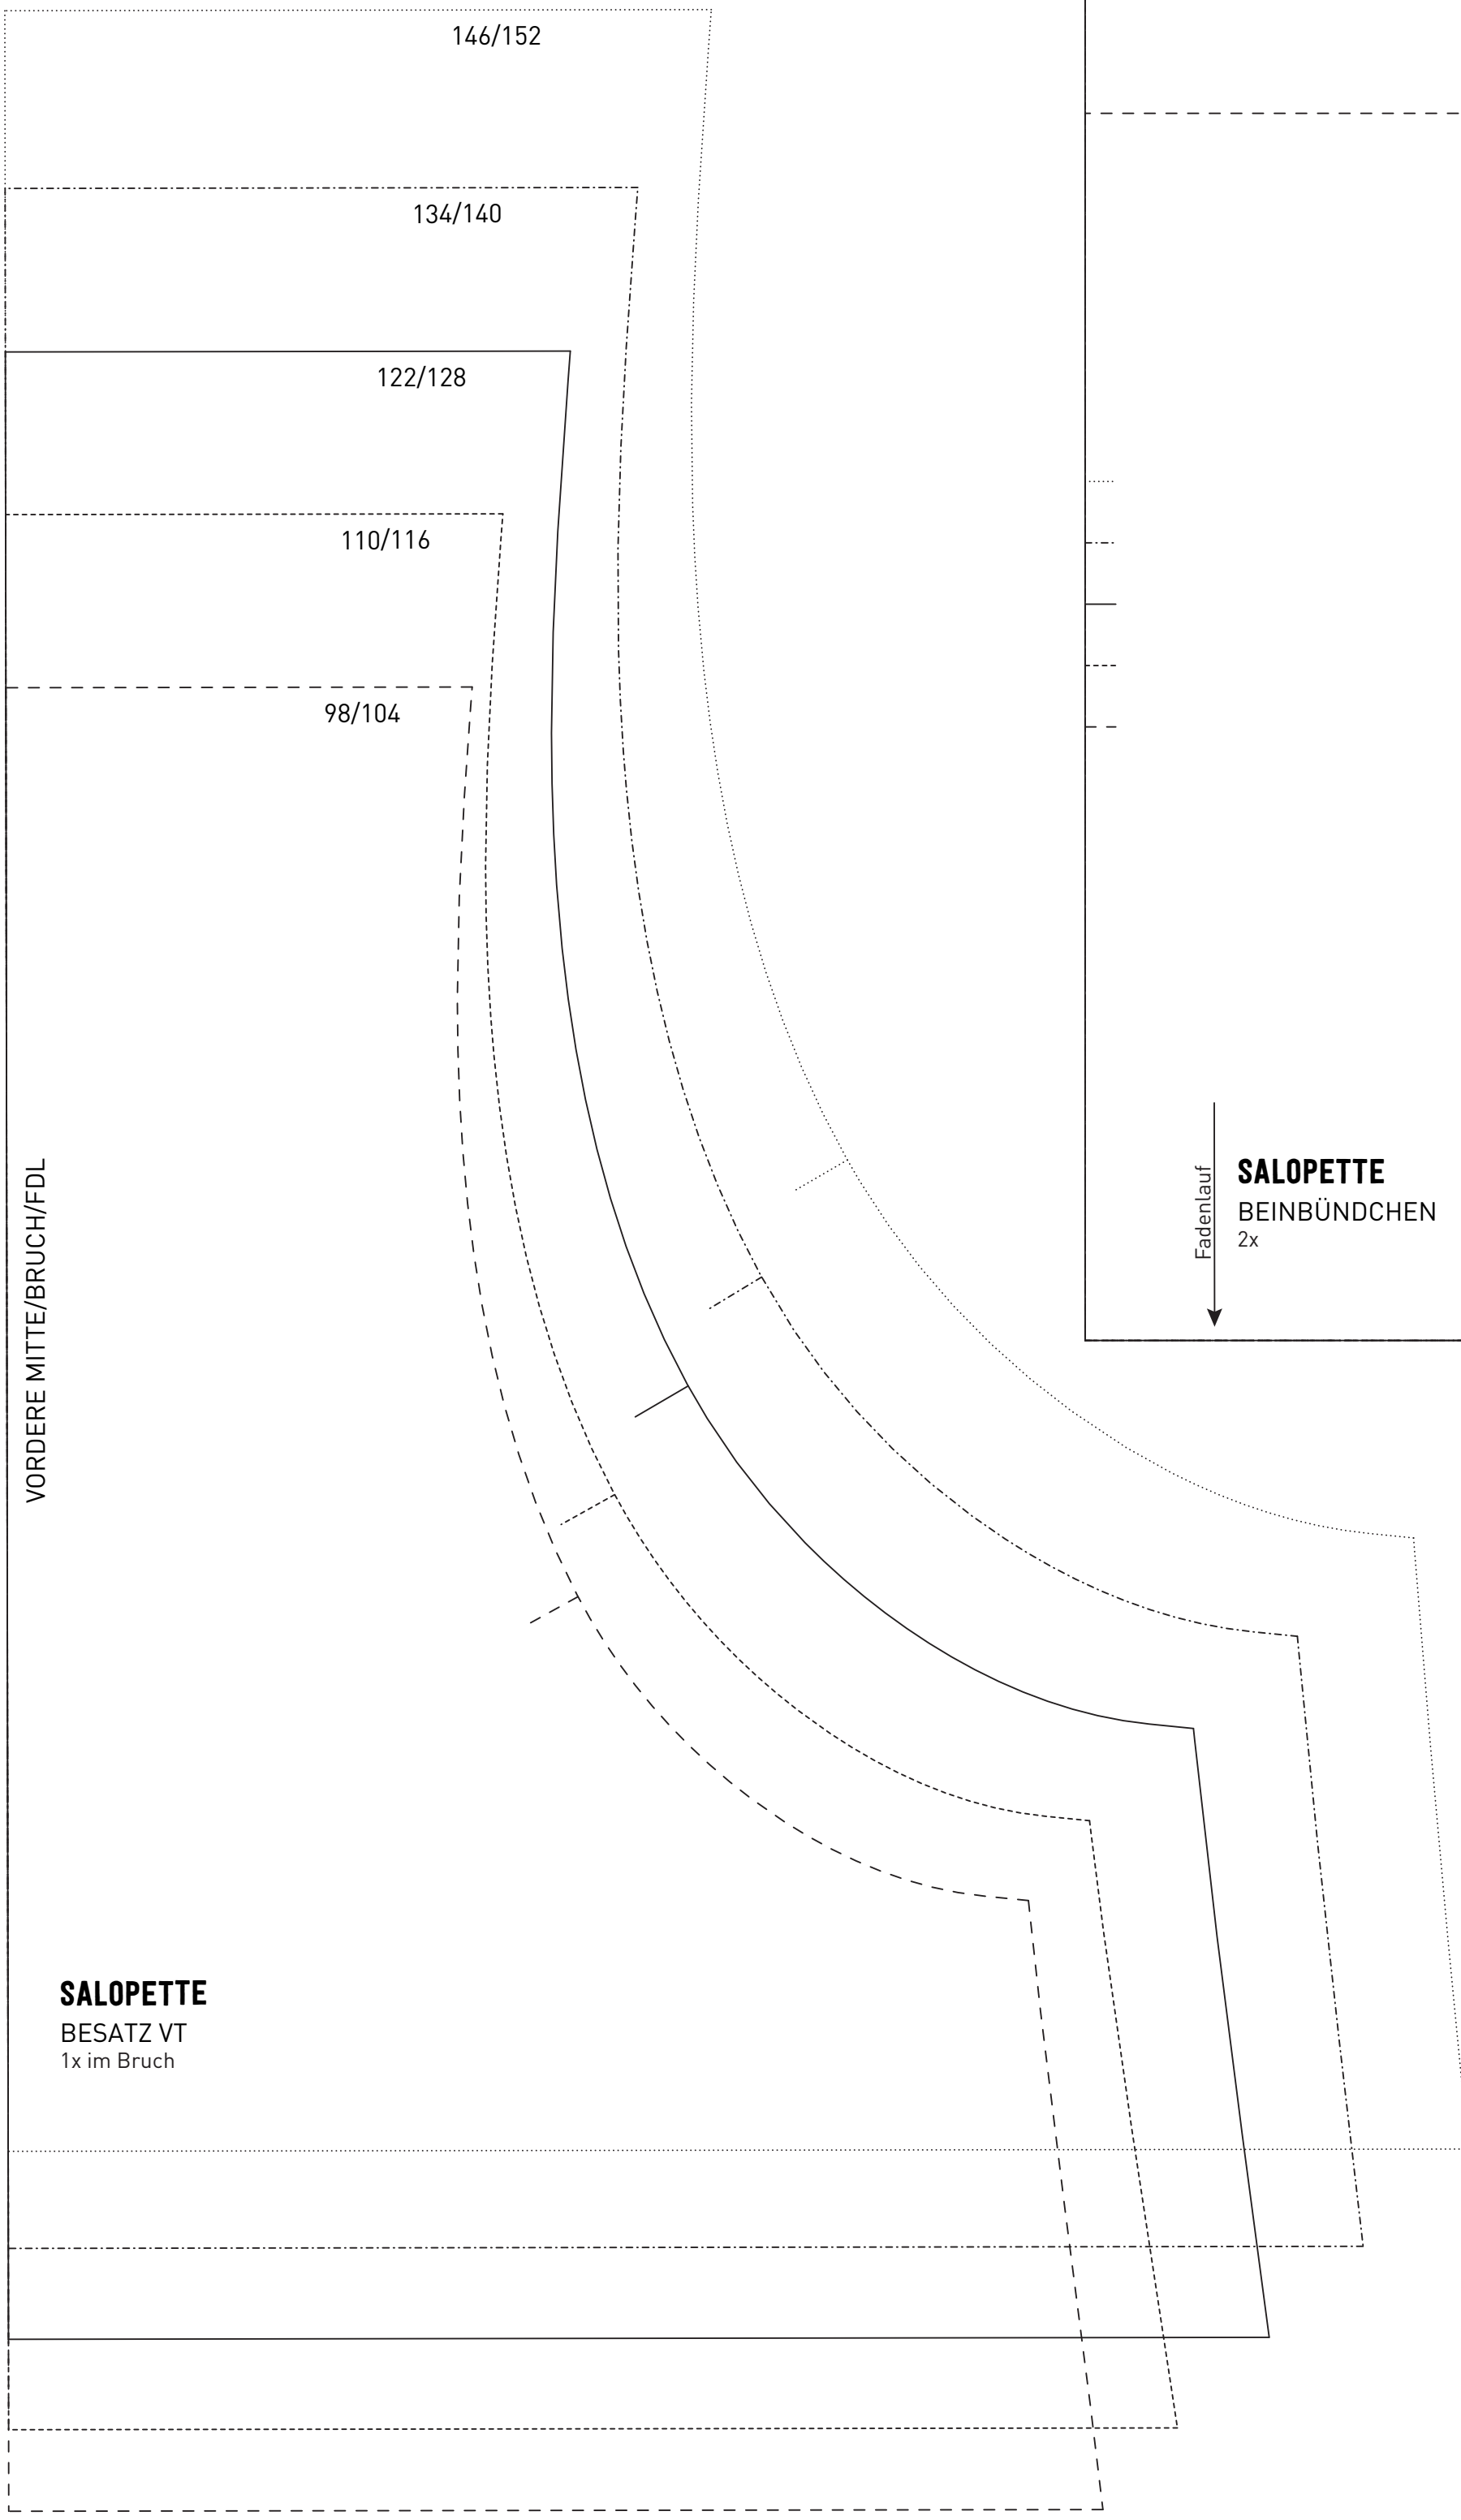 146/152
134/140
122/128
110/116
98/104
VORDERE MITTE/BRUCH/FDL
Fadenlauf
SALOPETTE
BEINBÜNDCHEN
2x
SALOPETTE
BESATZ VT
1x im Bruch